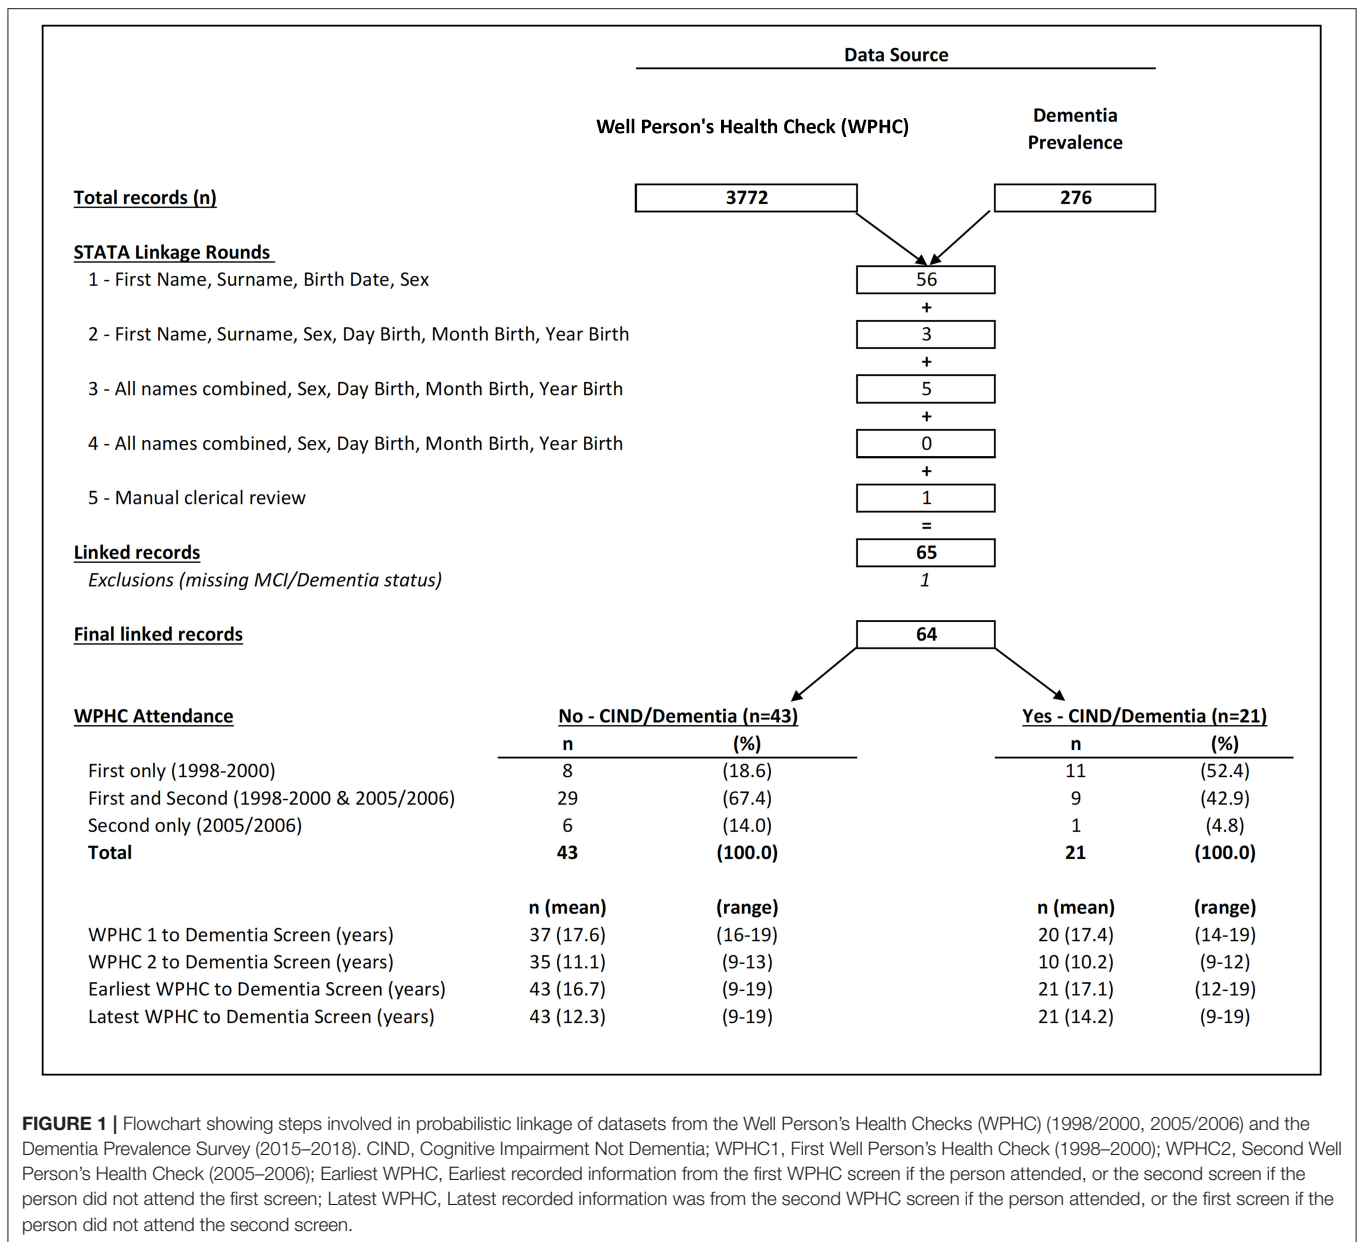 Data Source
Well Person's Health Check (WPHC)
Dementia
Prevalence
Total records (n) 3772 276
STATA Linkage Rounds
1 - First Name, Surname, Birth Date, Sex 56
+
2 - First Name, Surname, Sex, Day Birth, Month Birth, Year Birth 3
+
3 - All names combined, Sex, Day Birth, Month Birth, Year Birth 5
+
4 - All names combined, Sex, Day Birth, Month Birth, Year Birth 0
+
5 - Manual clerical review 1
=
Linked records 65
Exclusions (missing MCI/Dementia status) 1
Final linked records 64
WPHC Attendance No - CIND/Dementia (n=43) Yes - CIND/Dementia (n=21)
n (%) n (%)
First only (1998-2000) 8 (18.6) 11 (52.4)
First and Second (1998-2000 & 2005/2006) 29 (67.4) 9 (42.9)
Second only (2005/2006) 6 (14.0) 1 (4.8)
Total 43 (100.0) 21 (100.0)
n (mean) (range) n (mean) (range)
WPHC 1 to Dementia Screen (years) 37 (17.6) (16-19) 20 (17.4) (14-19)
WPHC 2 to Dementia Screen (years) 35 (11.1) (9-13) 10 (10.2) (9-12)
Earliest WPHC to Dementia Screen (years) 43 (16.7) (9-19) 21 (17.1) (12-19)
Latest WPHC to Dementia Screen (years) 43 (12.3) (9-19) 21 (14.2) (9-19)
FIGURE 1 | Flowchart showing steps involved in probabilistic linkage of datasets from the Well Person's Health Checks (WPHC) (1998/2000, 2005/2006) and the
Dementia Prevalence Survey (2015–2018). CIND, Cognitive Impairment Not Dementia; WPHC1, First Well Person's Health Check (1998–2000); WPHC2, Second Well
Person's Health Check (2005–2006); Earliest WPHC, Earliest recorded information from the first WPHC screen if the person attended, or the second screen if the
person did not attend the first screen; Latest WPHC, Latest recorded information was from the second WPHC screen if the person attended, or the first screen if the
person did not attend the second screen.